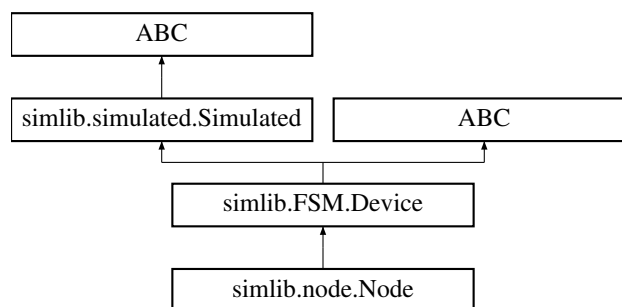 ABC
simlib.simulated.Simulated
ABC
simlib.FSM.Device
simlib.node.Node